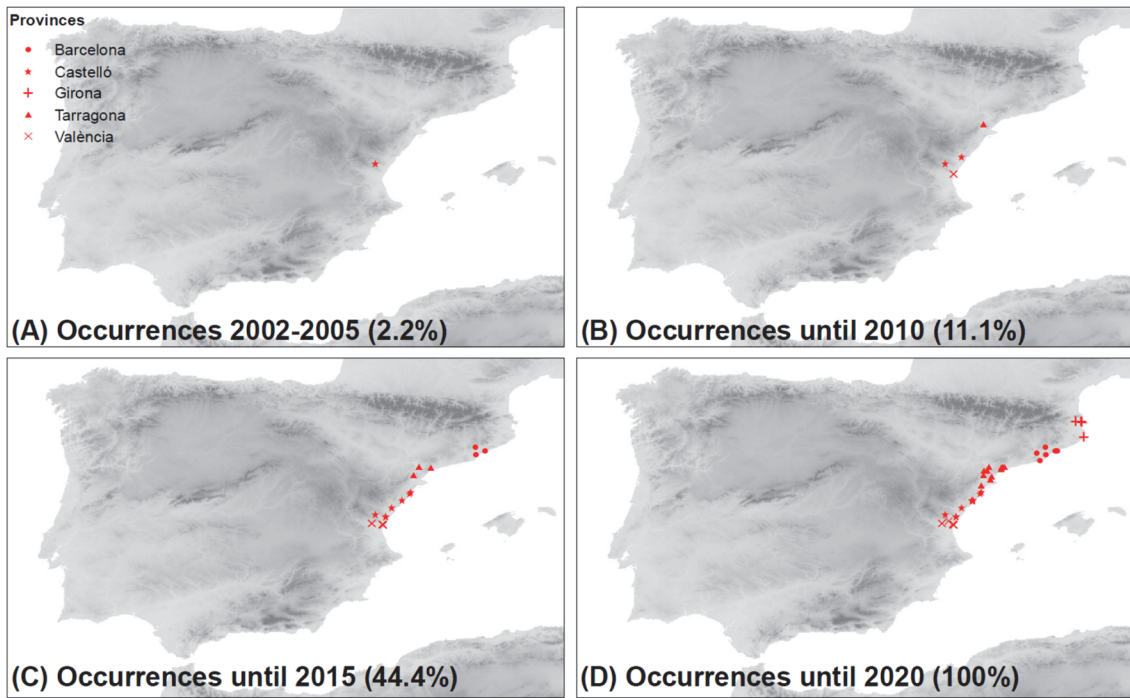 Provinces
Barcelona
Castelló
Girona
Tarragona
València
(A) Occurrences 2002-2005 (2.2%)
(B) Occurrences until 2010 (11.1%)
(C) Occurrences until 2015 (44.4%)
(D) Occurrences until 2020 (100%)